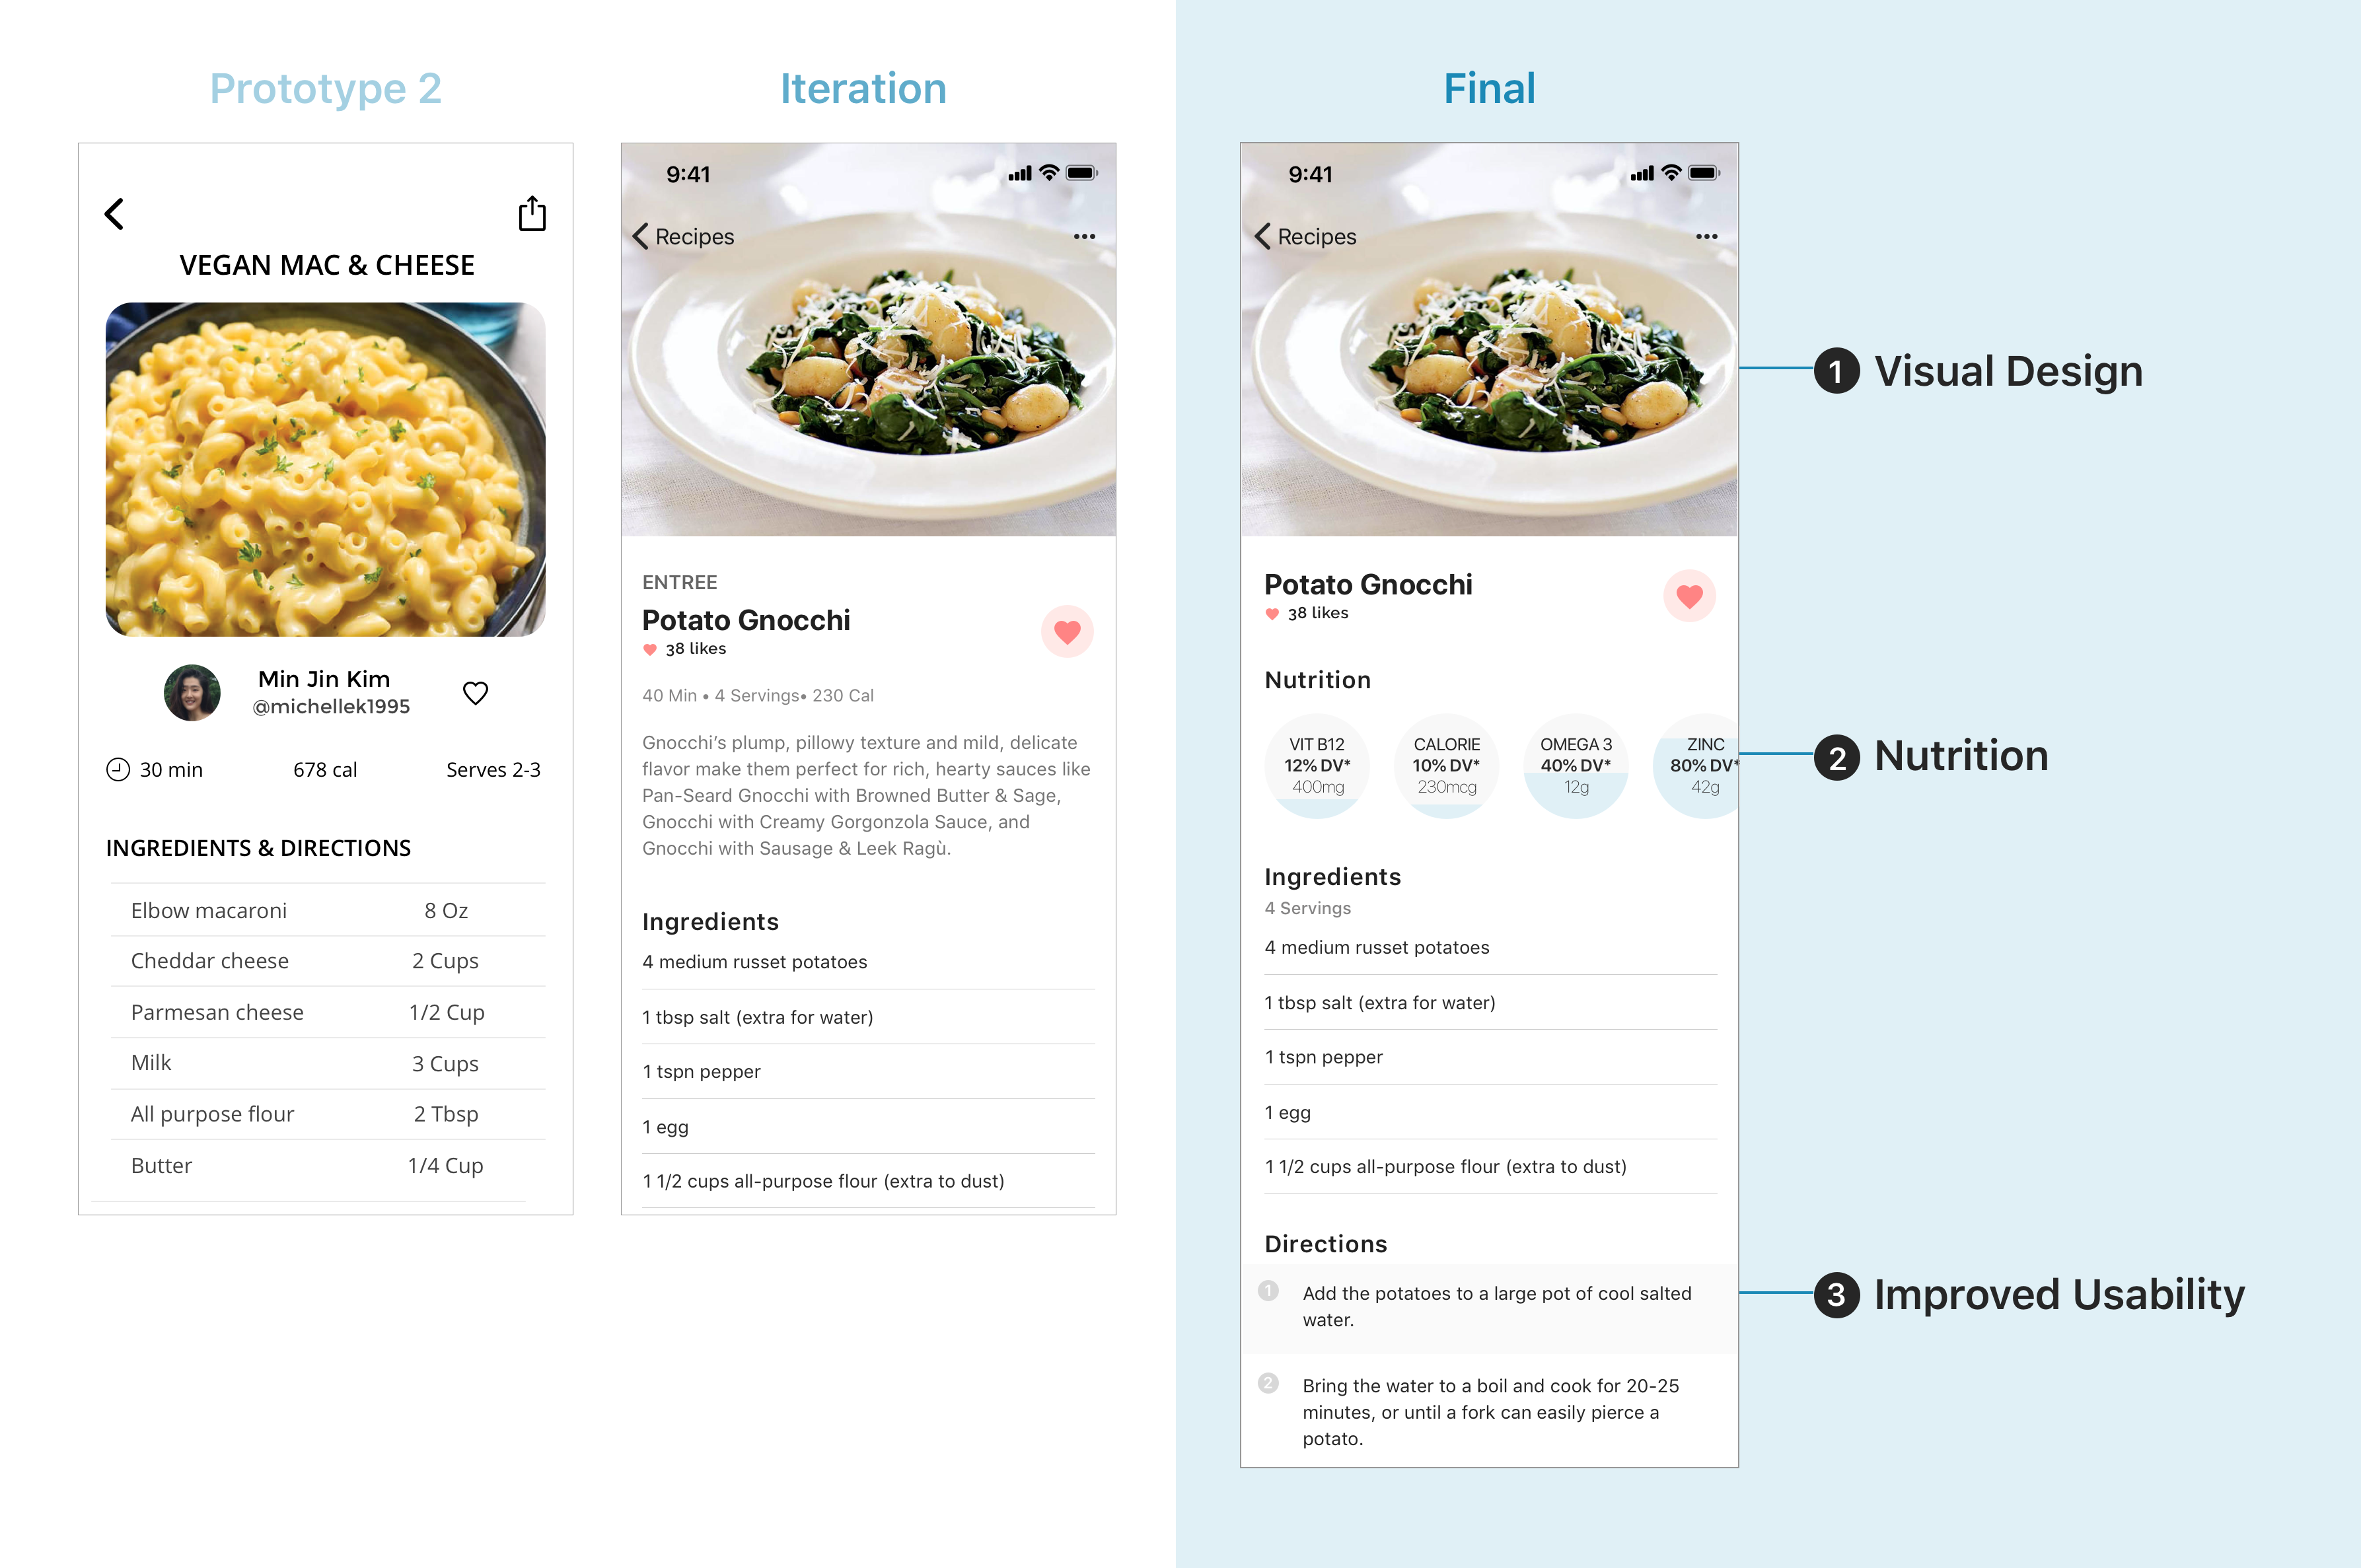 Prototype 2
VEGAN MAC & CHEESE
Min Jin Kim
@michellek1995
30 min 678 cal Serves 2-3
INGREDIENTS & DIRECTIONS
Elbow macaroni 8 Oz
Cheddar cheese 2 Cups
Parmesan cheese 1/2 Cup
Milk 3 Cups
All purpose flour 2 Tbsp
Butter 1/4 Cup
Iteration
9:41
Recipes
ENTREE
Potato Gnocchi
38 likes
40 Min • 4 Servings• 230 Cal
Gnocchi’s plump, pillowy texture and mild, delicate
flavor make them perfect for rich, hearty sauces like
Pan-Seard Gnocchi with Browned Butter & Sage,
Gnocchi with Creamy Gorgonzola Sauce, and
Gnocchi with Sausage & Leek Ragù.
Ingredients
4 medium russet potatoes
1 tbsp salt (extra for water)
1 tspn pepper
1 egg
1 1/2 cups all-purpose flour (extra to dust)
Final
9:41
Recipes
Potato Gnocchi
38 likes
Nutrition
VIT B12
12% DV*
400mg
CALORIE
10% DV*
230mcg
OMEGA 3
40% DV*
12g
ZINC
80% DV*
42g
Ingredients
4 Servings
4 medium russet potatoes
1 tbsp salt (extra for water)
1 tspn pepper
1 egg
1 1/2 cups all-purpose flour (extra to dust)
Directions
1 Add the potatoes to a large pot of cool salted
water.
2 Bring the water to a boil and cook for 20-25
minutes, or until a fork can easily pierce a
potato.
1 Visual Design
2 Nutrition
3 Improved Usability